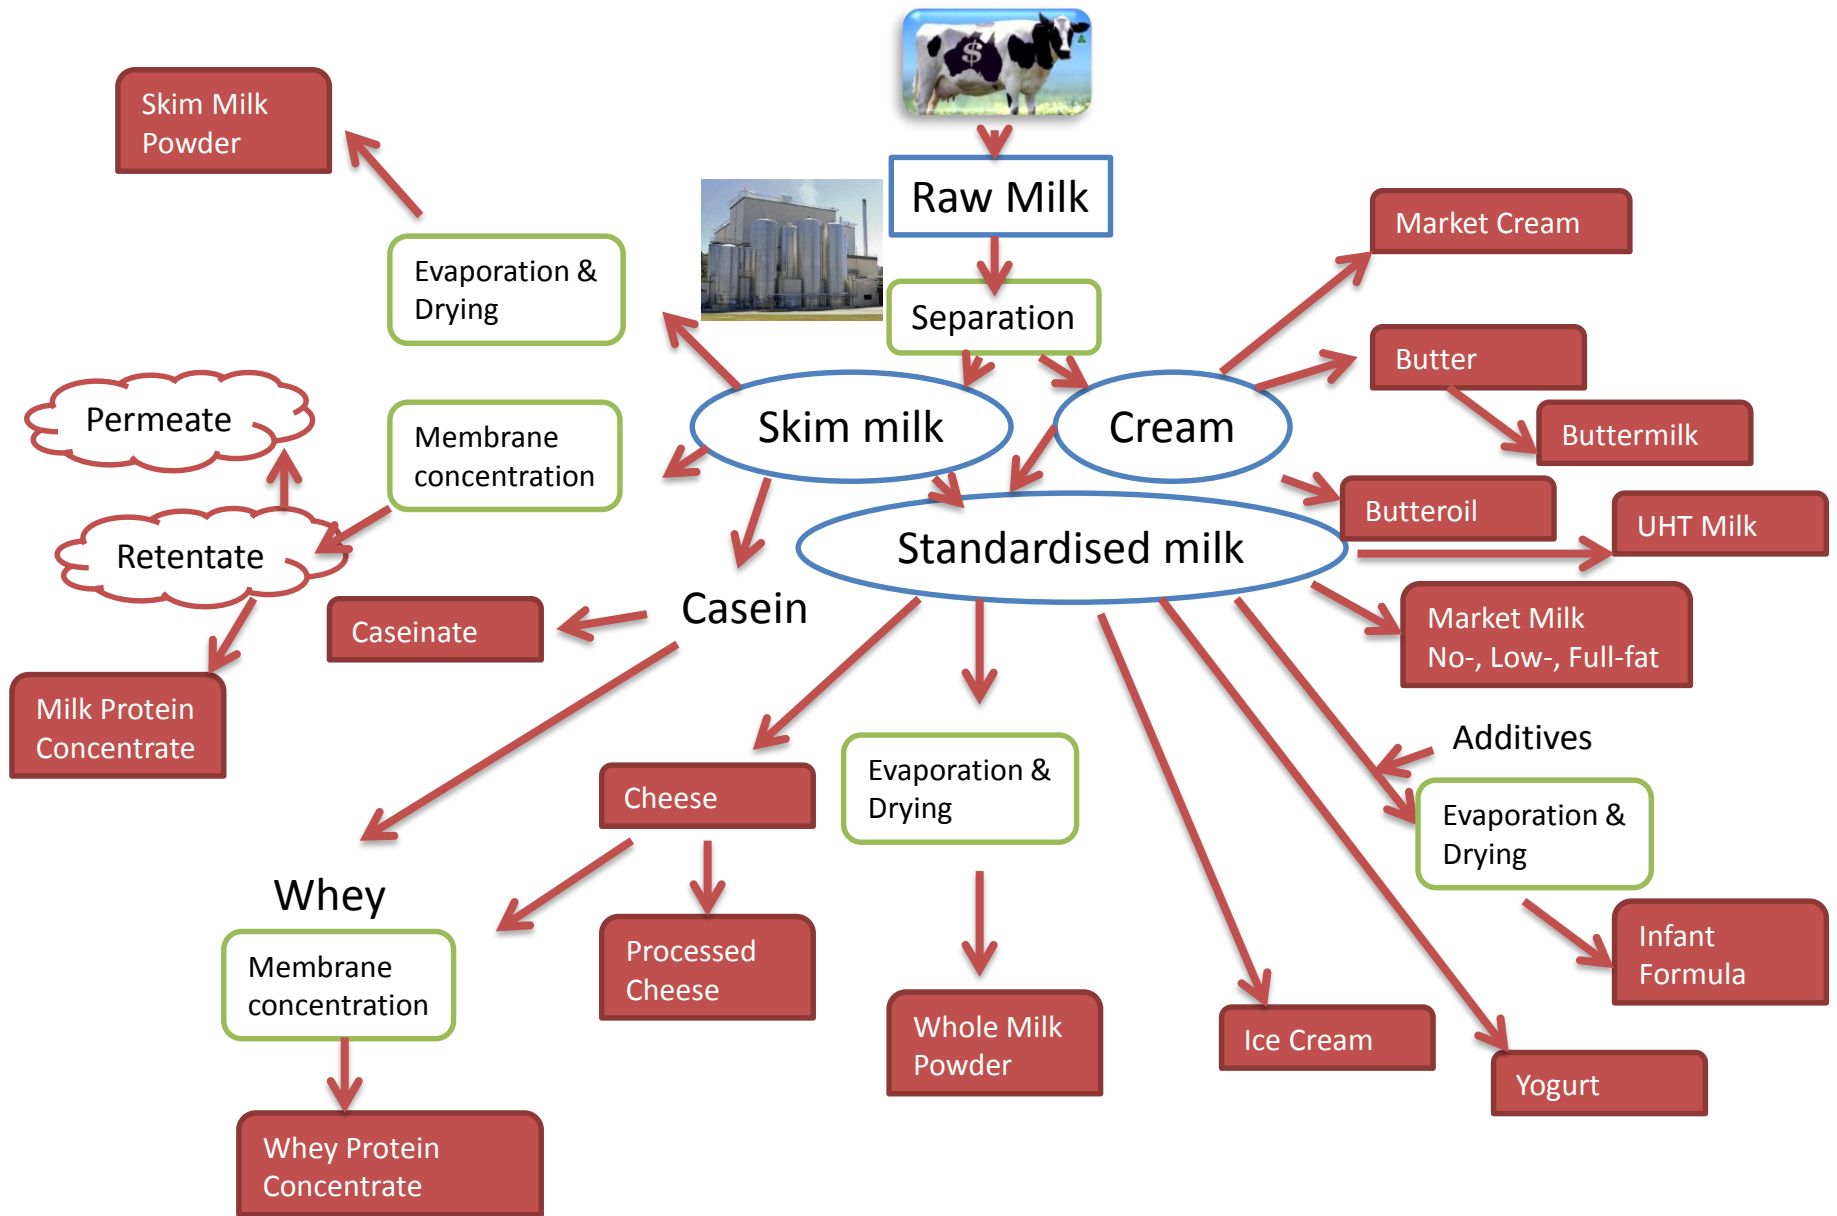 $
Skim Milk
Powder
Raw Milk
Market Cream
Evaporation &
Drying
Separation
Butter
Permeate
Membrane
concentration
Skim milk
Cream
Buttermilk
Butteroil
UHT Milk
Retentate
Standardised milk
Casein
Caseinate
Market Milk
No-, Low-, Full-fat
Milk Protein
Concentrate
Additives
Cheese
Evaporation &
Drying
Evaporation &
Drying
Whey
Membrane
concentration
Processed
Cheese
Infant
Formula
Whole Milk
Powder
Ice Cream
Yogurt
Whey Protein
Concentrate